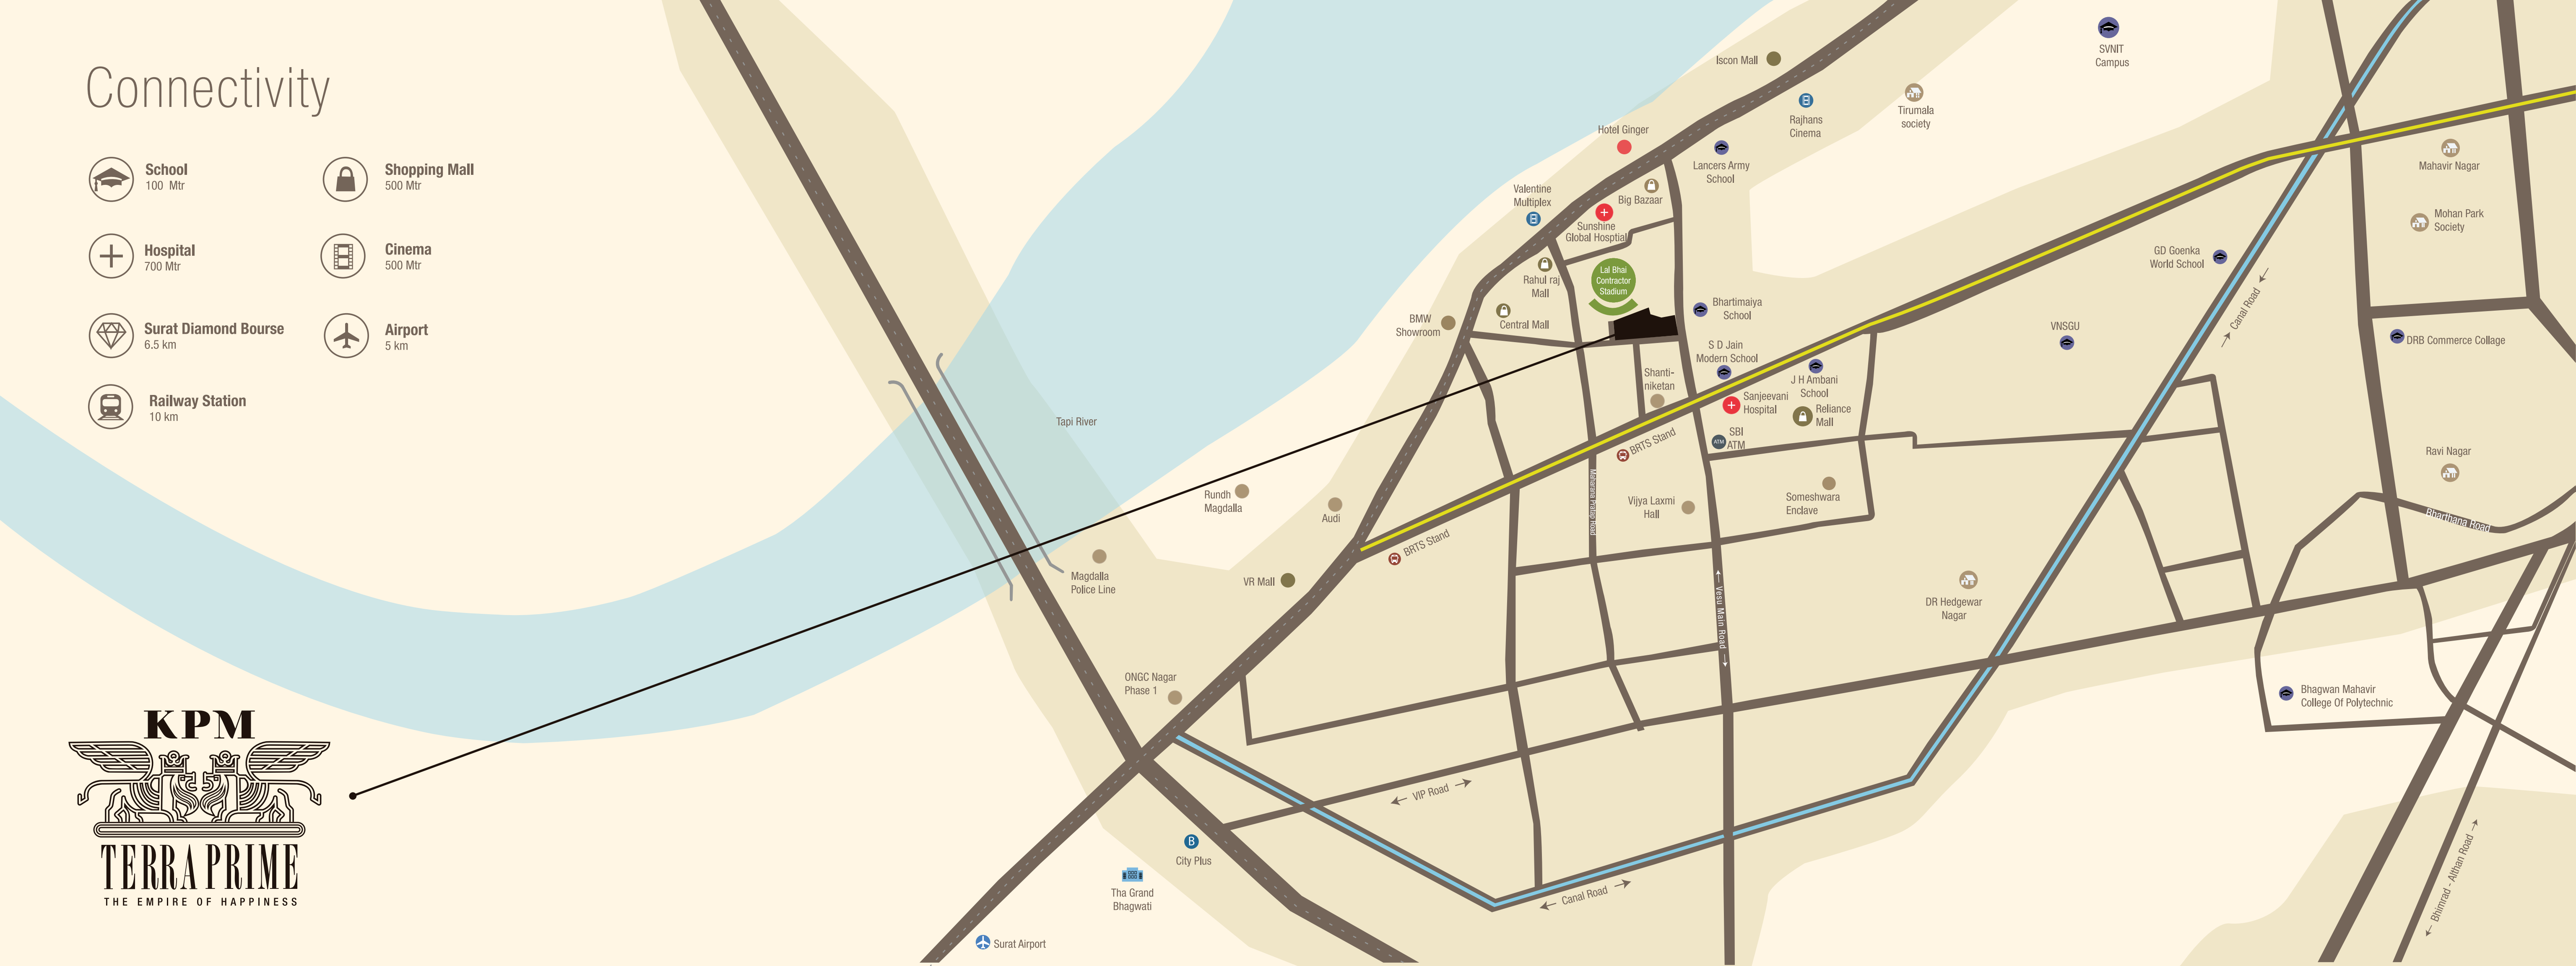 Connectivity
School
100 Mtr
Shopping Mall
500 Mtr
Hospital
700 Mtr
Cinema
500 Mtr
Surat Diamond Bourse
6.5 km
Airport
5 km
Railway Station
10 km
KPM
TERRA PRIME
THE EMPIRE OF HAPPINESS
Tapi River
Rundh
Magdalla
Audi
Magdalla
Police Line
VR Mall
ONGC Nagar
Phase 1
B
City Plus
Tha Grand
Bhagwati
Surat Airport
Iscon Mall
Hotel Ginger
Rajhans
Cinema
Tirumala
society
SVNIT
Campus
Lancers Army
School
Valentine
Multiplex
Big Bazaar
Sunshine
Global Hosptial
Lal Bhai
Contractor
Stadium
Rahul raj
Mall
Central Mall
BMW
Showroom
Bhartimaiya
School
S D Jain
Modern School
Shanti-
niketan
J H Ambani
School
Sanjeevani
Hospital
Reliance
Mall
ATM
SBI
ATM
BRTS Stand
BRTS Stand
Maharana Pratap Road
Vijya Laxmi
Hall
Someshwara
Enclave
Vesu Main Road
VIP Road
Canal Road
DR Hedgewar
Nagar
VNSGU
GD Goenka
World School
Canal Road
Mahavir Nagar
Mohan Park
Society
DRB Commerce Collage
Ravi Nagar
Bharthana Road
Bhagwan Mahavir
College Of Polytechnic
Bhimrad - Althan Road